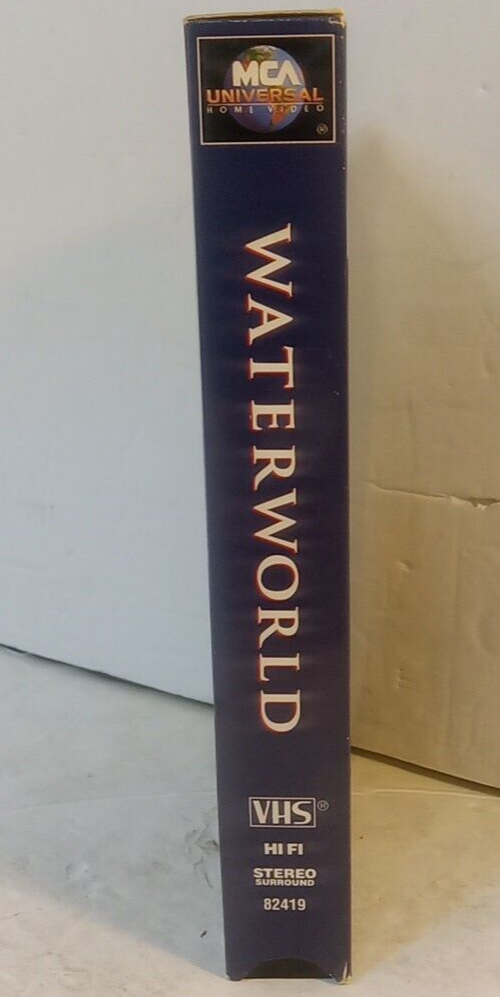 MCA
UNIVERSAL
HOME VIDEO
®
WATERWORLD
VHS®
HI FI
STEREO
SURROUND
82419